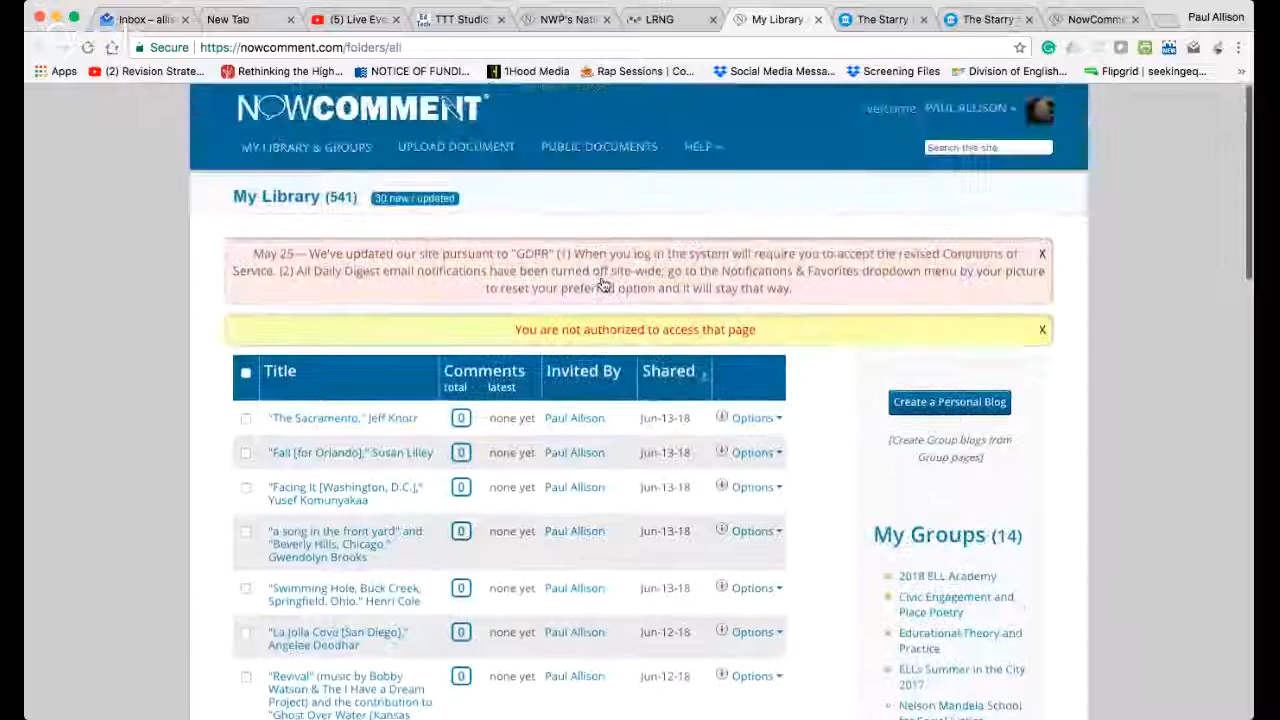 Inbox – allis
New Tab
(5) Live Eve
TTT Studio
NWP's Nati
LRNG
My Library
The Starry
The Starry
NowComme
Paul Allison
Secure | https://nowcomment.com/folders/all
Apps
(2) Revision Strate...
Rethinking the High...
NOTICE OF FUNDI...
1Hood Media
Rap Sessions | Co...
Social Media Messa...
Screening Files
Division of English...
Flipgrid | seekingeq...
»
NOWCOMMENT®
welcome PAUL ALLISON
MY LIBRARY & GROUPS UPLOAD DOCUMENT PUBLIC DOCUMENTS HELP
Search this site
My Library (541) 30 new / updated
May 25— We've updated our site pursuant to "GDPR" (1) When you log in the system will require you to accept the revised Conditions of
Service. (2) All Daily Digest email notifications have been turned off site-wide, go to the Notifications & Favorites dropdown menu by your picture
to reset your preferred option and it will stay that way.
X
You are not authorized to access that page
X
Title Comments Invited By Shared
total latest
"The Sacramento," Jeff Knorr 0 none yet Paul Allison Jun-13-18 Options
"Fall [for Orlando]," Susan Lilley 0 none yet Paul Allison Jun-13-18 Options
"Facing It [Washington, D.C.]," 0 none yet Paul Allison Jun-13-18 Options
Yusef Komunyakaa
"a song in the front yard" and 0 none yet Paul Allison Jun-13-18 Options
"Beverly Hills, Chicago,"
Gwendolyn Brooks
"Swimming Hole, Buck Creek, 0 none yet Paul Allison Jun-13-18 Options
Springfield, Ohio." Henri Cole
"La Jolla Cove [San Diego]," 0 none yet Paul Allison Jun-12-18 Options
Angelee Deodhar
"Revival" (music by Bobby 0 none yet Paul Allison Jun-12-18 Options
Watson & The I Have a Dream
Project) and the contribution to
"Ghost Over Water [Kansas
Create a Personal Blog
[Create Group blogs from
Group pages]
My Groups (14)
2018 ELL Academy
Civic Engagement and
Place Poetry
Educational Theory and
Practice
ELLs Summer in the City
2017
Nelson Mandela School